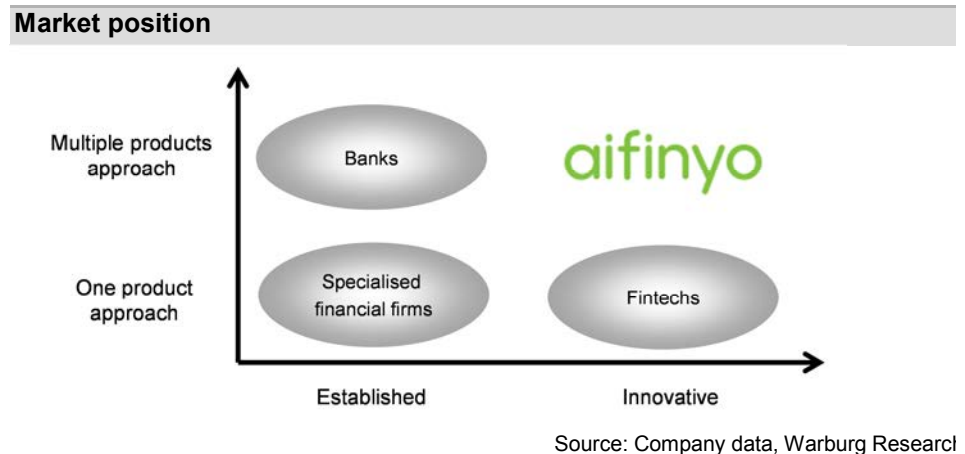 Market position
Multiple products
approach
Banks
aifinyo
One product
approach
Specialised
financial firms
Fintechs
Established
Innovative
Source: Company data, Warburg Research